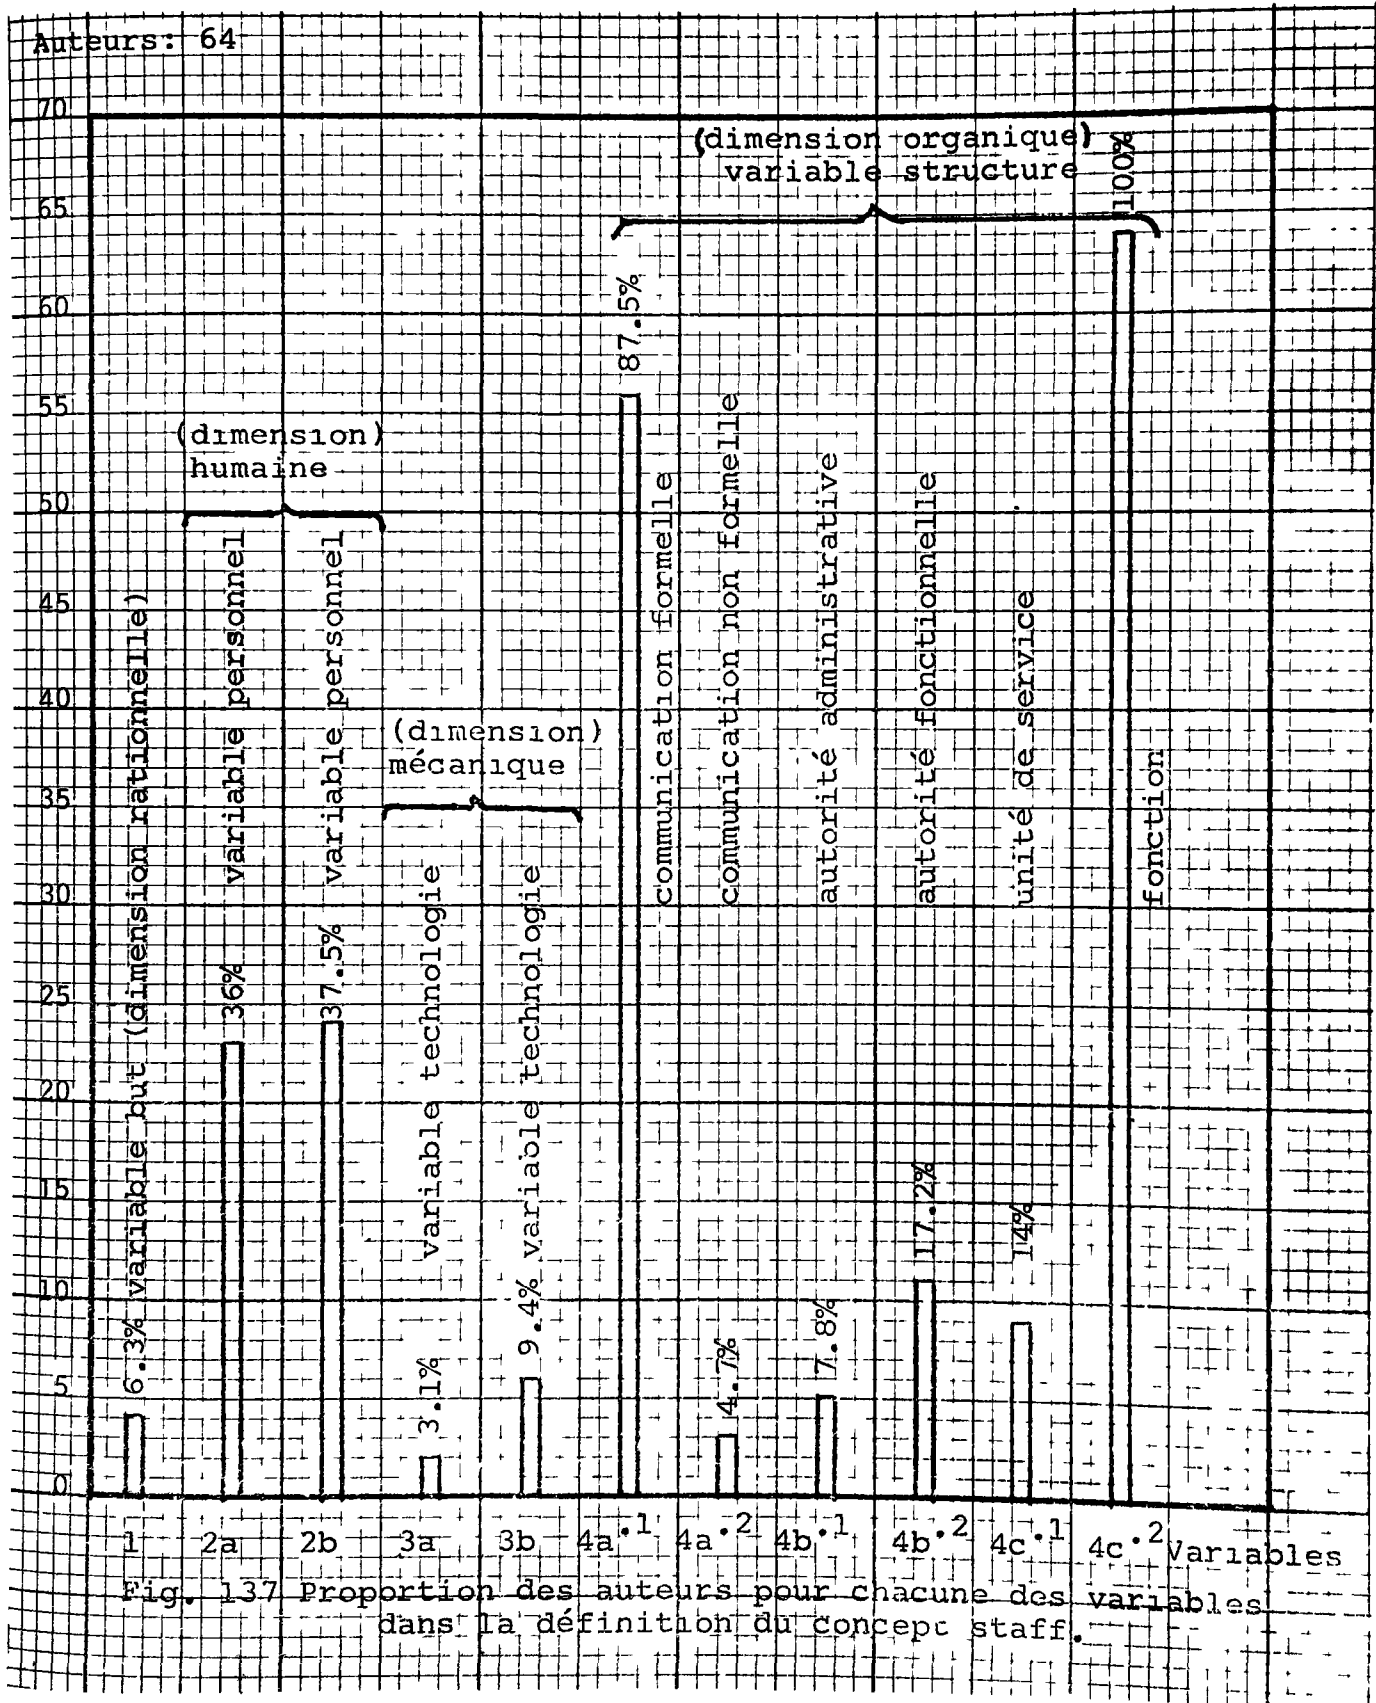 Auteurs: 64
70
65
60
55
50
45
40
35
30
25
20
15
10
5
0
(dimension organique)
variable structure
(dimension)
humaine
(dimension)
mécanique
6.3% variable but (dimension rationnelle)
36% variable personnel
37.5% variable personnel
3.1% variable technologie
9.4% variable technologie
87.5%
communication formelle
4.7% communication non formelle
7.8% autorité administrative
17.2% autorité fonctionnelle
14% unité de service
100%
fonction
1 2a 2b 3a 3b 4a.1 4a.2 4b.1 4b.2 4c.1 4c.2 Variables
Fig. 137 Proportion des auteurs pour chacune des variables
dans la définition du concept staff.